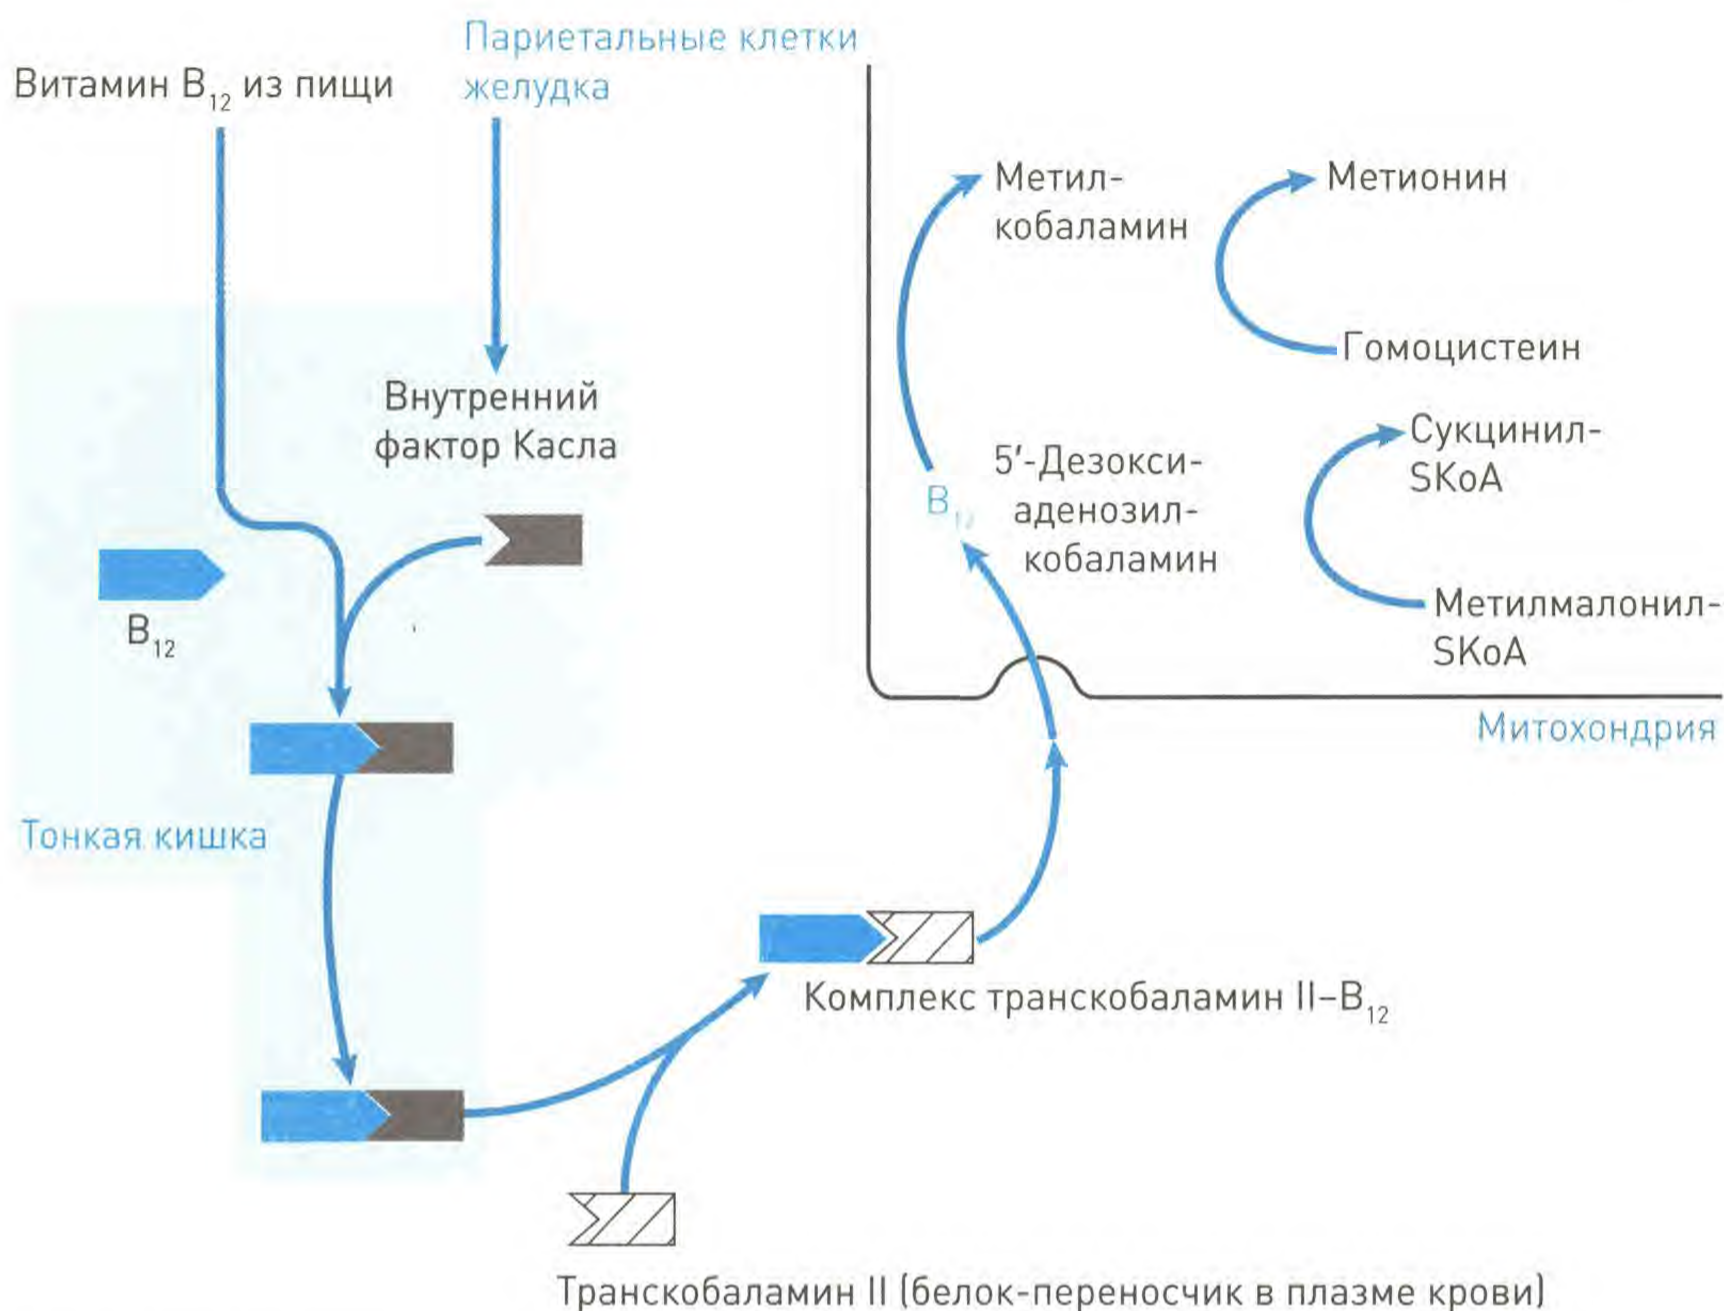 Париетальные клетки
желудка
Витамин B12 из пищи
Внутренний
фактор Касла
B12
Тонкая кишка
Метил-
кобаламин
Метионин
Гомоцистеин
B12
5′-Дезокси-
аденозил-
кобаламин
Сукцинил-
SKoA
Метилмалонил-
SKoA
Митохондрия
Комплекс транскобаламин II–B12
Транскобаламин II (белок-переносчик в плазме крови)